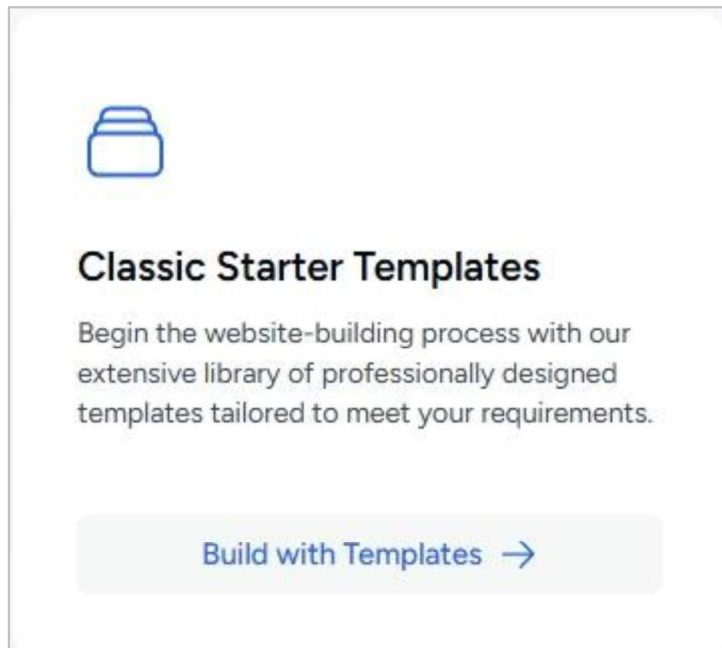 Classic Starter Templates
Begin the website-building process with our
extensive library of professionally designed
templates tailored to meet your requirements.
Build with Templates →